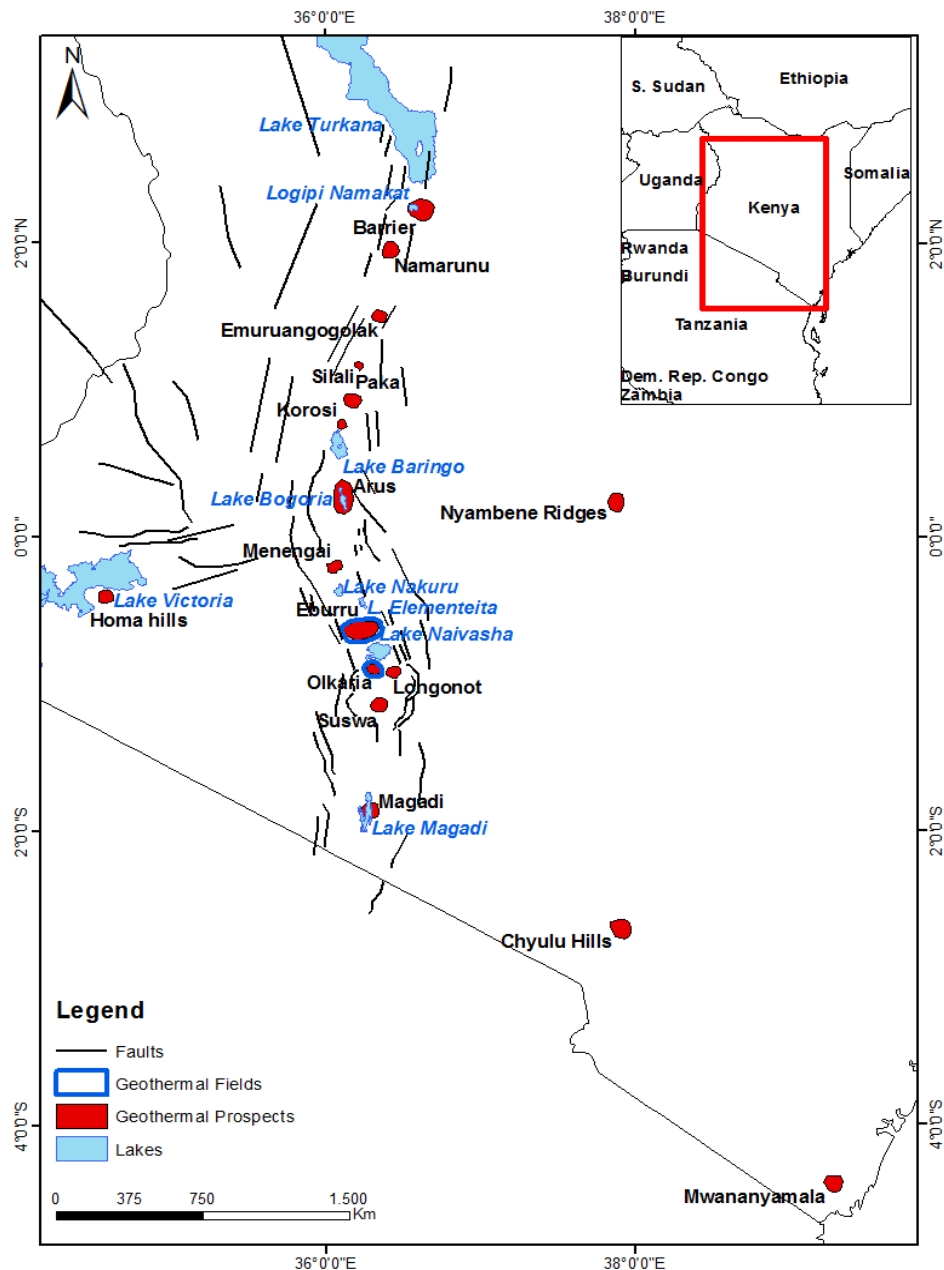 36°0'0"E
38°0'0"E
N
S. Sudan
Ethiopia
Uganda
Somalia
Kenya
Rwanda
Burundi
Tanzania
Dem. Rep. Congo
Zambia
Lake Turkana
Logipi Namakat
Barrier
2°0'0"N
2°0'0"N
Namarunu
Emuruangogolak
Silali
Paka
Korosi
Lake Baringo
Arus
Lake Bogoria
Nyambene Ridges
0°0'0"
0°0'0"
Menengai
Lake Nakuru
Lake Victoria
Eburru
L. Elementeita
Homa hills
Lake Naivasha
Olkaria
Longonot
Suswa
Magadi
Lake Magadi
2°0'0"S
2°0'0"S
Chyulu Hills
Legend
Faults
Geothermal Fields
Geothermal Prospects
Lakes
4°0'0"S
4°0'0"S
Mwananyamala
0 375 750 1.500
Km
36°0'0"E
38°0'0"E